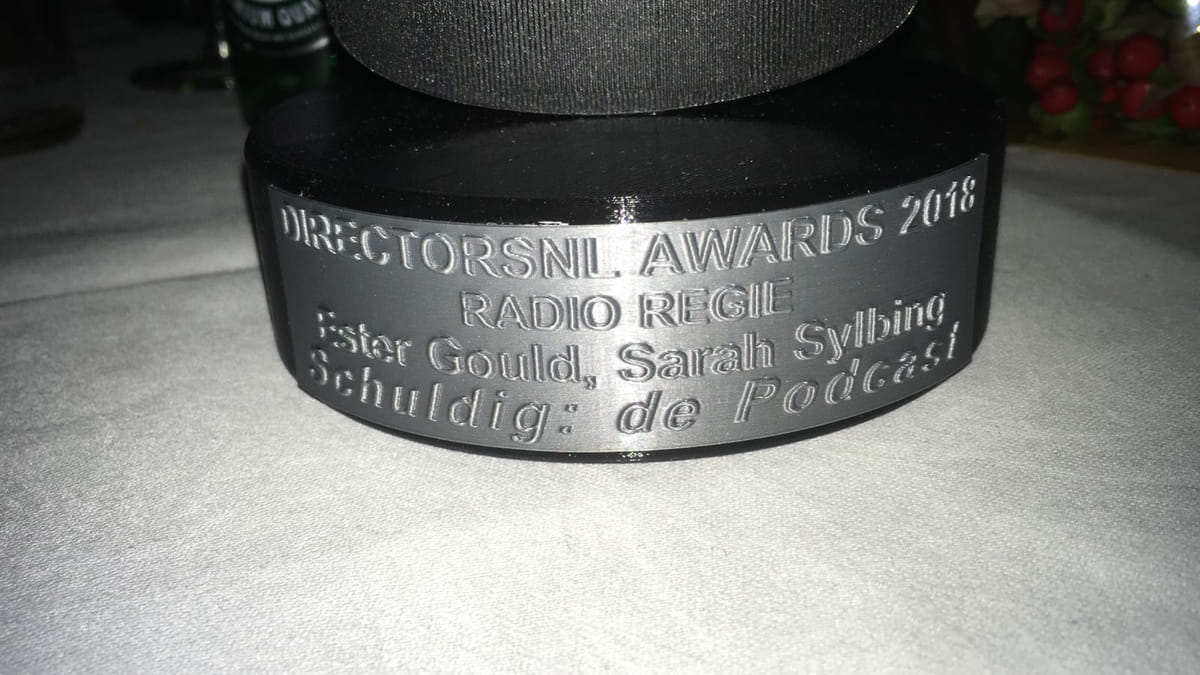 DIRECTORSNL AWARDS 2018
RADIO REGIE
Ester Gould, Sarah Sylbing
Schuldig: de Podcast